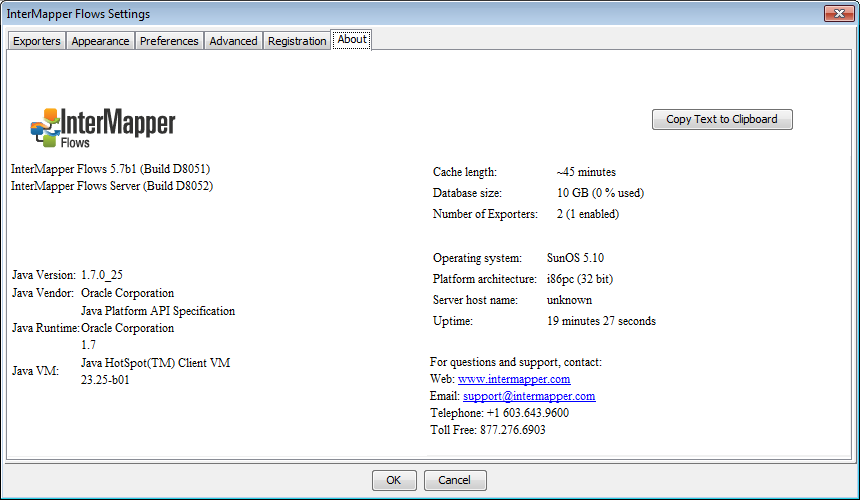 InterMapper Flows Settings
Exporters Appearance Preferences Advanced Registration About
InterMapper
Flows
Copy Text to Clipboard
InterMapper Flows 5.7b1 (Build D8051)
InterMapper Flows Server (Build D8052)
Cache length: ~45 minutes
Database size: 10 GB (0 % used)
Number of Exporters: 2 (1 enabled)
Operating system: SunOS 5.10
Platform architecture: i86pc (32 bit)
Server host name: unknown
Uptime: 19 minutes 27 seconds
Java Version: 1.7.0_25
Java Vendor: Oracle Corporation
Java Platform API Specification
Java Runtime: Oracle Corporation
1.7
Java VM: Java HotSpot(TM) Client VM
23.25-b01
For questions and support, contact:
Web: www.intermapper.com
Email: support@intermapper.com
Telephone: +1 603.643.9600
Toll Free: 877.276.6903
OK Cancel